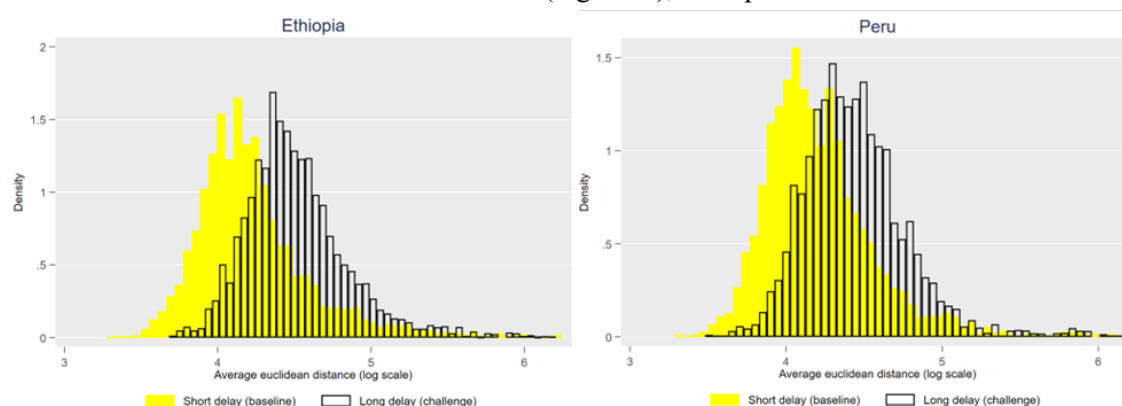 Ethiopia
2
1.5
1
.5
0
Density
3 4 5 6
Average euclidean distance (log scale)
Short delay (baseline) Long delay (challenge)
Peru
1.5
1
.5
0
Density
3 4 5 6
Average euclidean distance (log scale)
Short delay (baseline) Long delay (challenge)